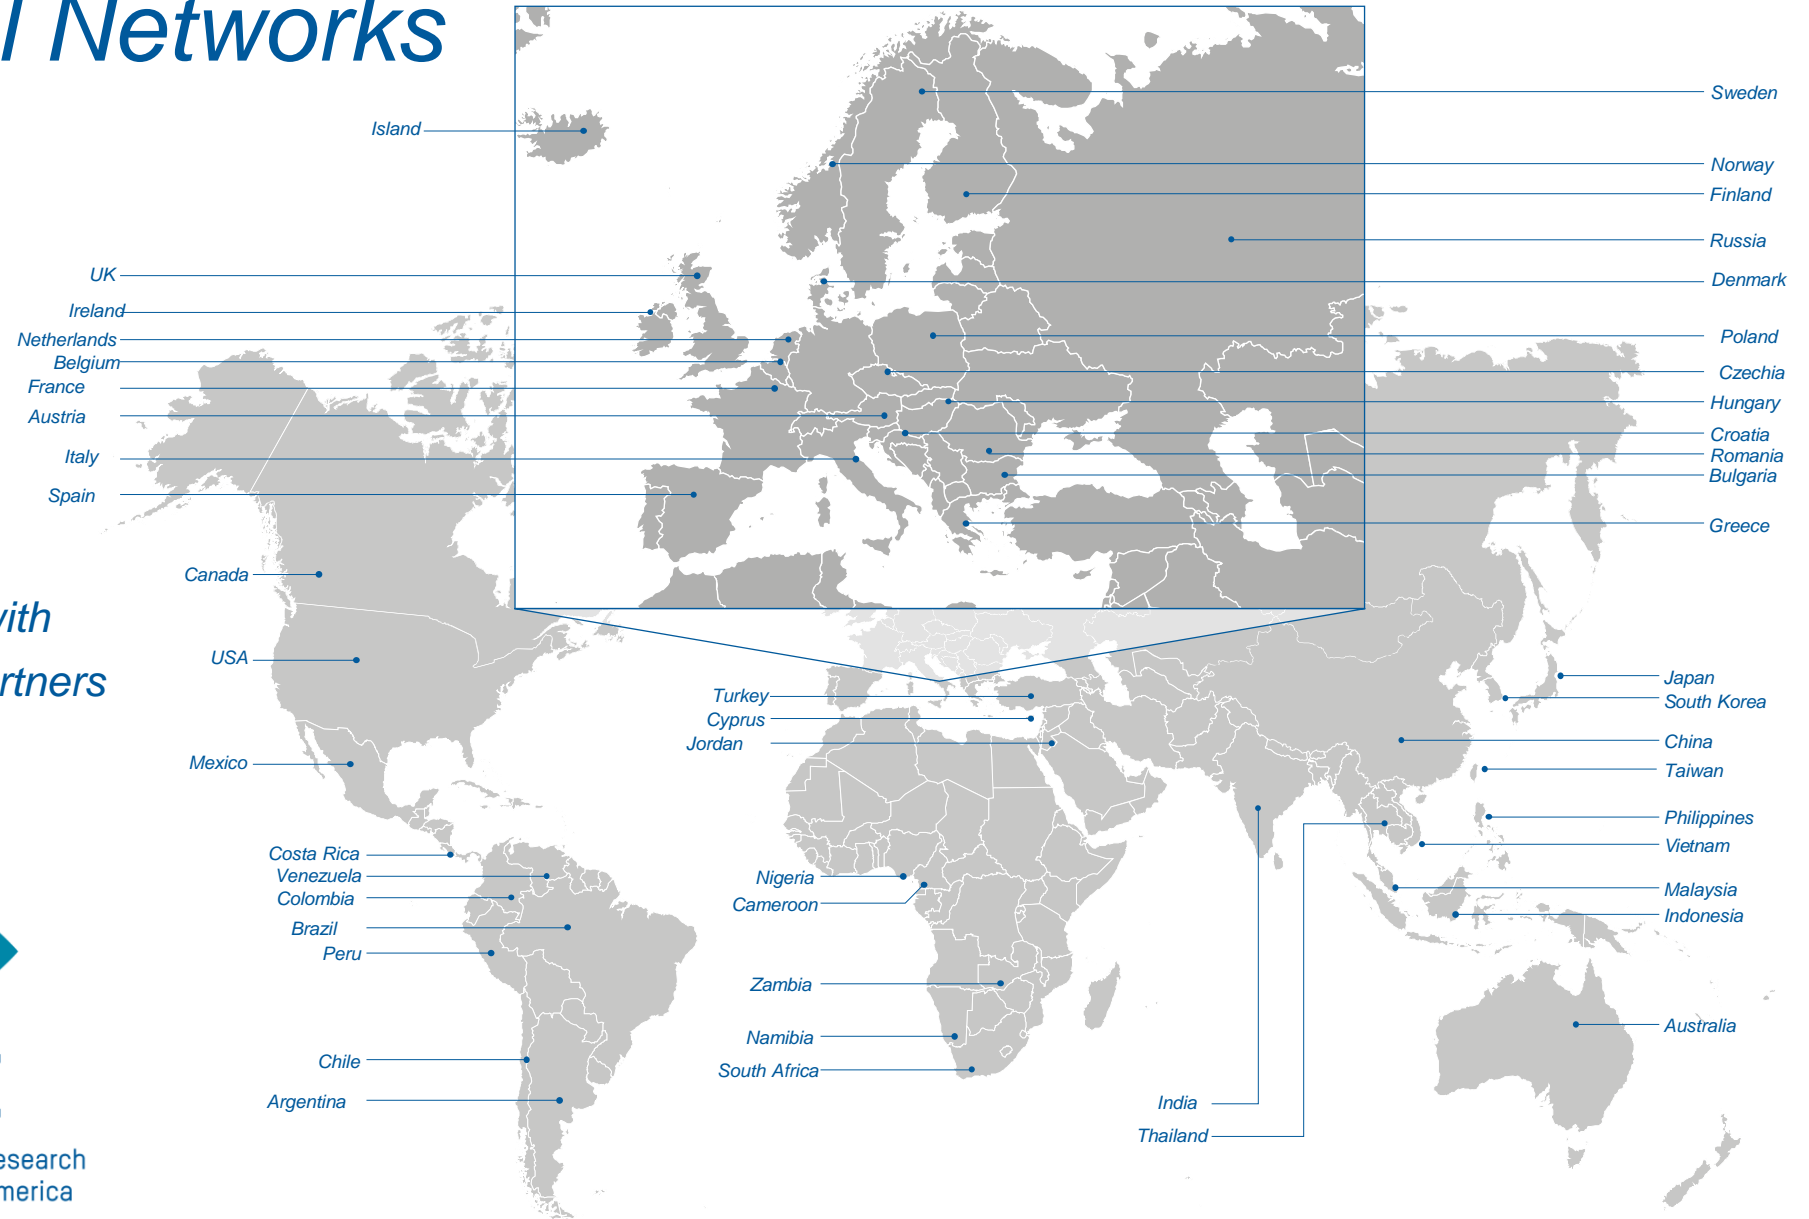 l Networks
Island
UK
Ireland
Netherlands
Belgium
France
Austria
Italy
Spain
Sweden
Norway
Finland
Russia
Denmark
Poland
Czechia
Hungary
Croatia
Romania
Bulgaria
Greece
Canada
USA
Mexico
Costa Rica
Venezuela
Colombia
Brazil
Peru
Chile
Argentina
Turkey
Cyprus
Jordan
Nigeria
Cameroon
Zambia
Namibia
South Africa
India
Thailand
Japan
South Korea
China
Taiwan
Philippines
Vietnam
Malaysia
Indonesia
Australia
ith
rtners
esearch
merica